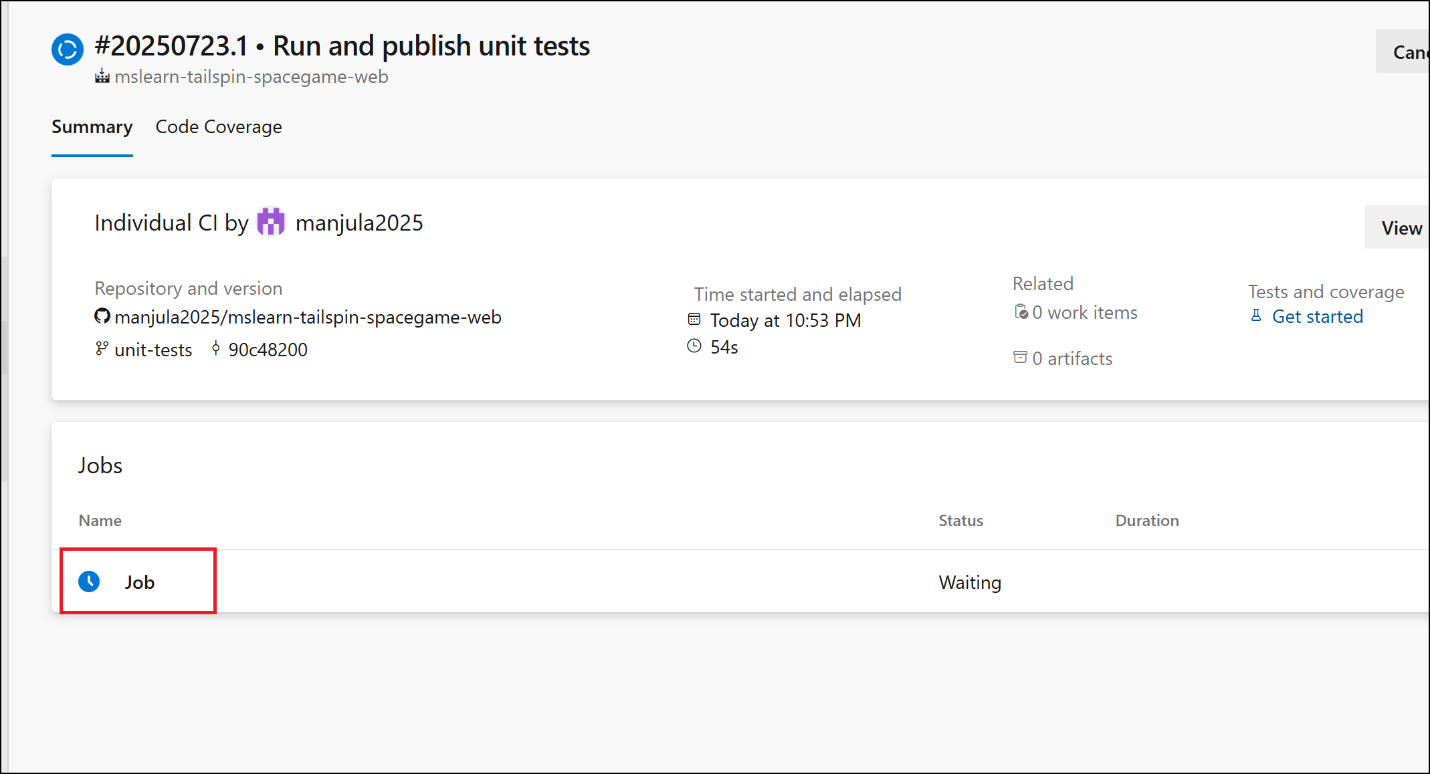 #20250723.1 • Run and publish unit tests
Canc
mslearn-tailspin-spacegame-web
Summary Code Coverage
Individual CI by manjula2025
View
Repository and version
manjula2025/mslearn-tailspin-spacegame-web
unit-tests 90c48200
Time started and elapsed
Today at 10:53 PM
54s
Related
0 work items
0 artifacts
Tests and coverage
Get started
Jobs
Name Status Duration
Job Waiting